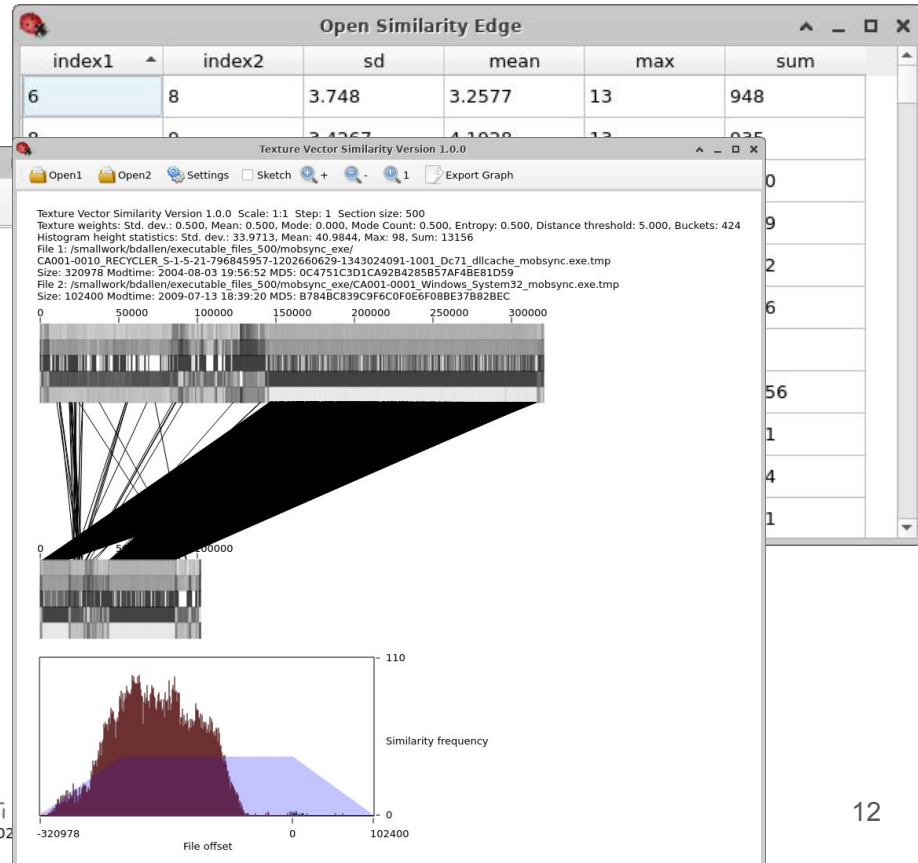 Open Similarity Edge
index1 index2 sd mean max sum
6 8 3.748 3.2577 13 948
0
9
2
6
56
1
4
1
Texture Vector Similarity Version 1.0.0
Open1 Open2 Settings Sketch + - 1 Export Graph
Texture Vector Similarity Version 1.0.0 Scale: 1:1 Step: 1 Section size: 500
Texture weights: Std. dev.: 0.500, Mean: 0.500, Mode: 0.000, Mode Count: 0.500, Entropy: 0.500, Distance threshold: 5.000, Buckets: 424
Histogram height statistics: Std. dev.: 33.9713, Mean: 40.9844, Max: 98, Sum: 13156
File 1: /smallwork/bdallen/executable_files_500/mobsync_exe/
CA001-0010_RECYCLER_S-1-5-21-796845957-1202660629-1343024091-1001_Dc71_dllcache_mobsync.exe.tmp
Size: 320978 Modtime: 2004-08-03 19:56:52 MD5: 0C4751C3D1CA92B4285B57AF4BE81D59
File 2: /smallwork/bdallen/executable_files_500/mobsync_exe/CA001-0001_Windows_System32_mobsync.exe.tmp
Size: 102400 Modtime: 2009-07-13 18:39:20 MD5: B784BC839C9F6C0F0E6F08BE37B82BEC
0 50000 100000 150000 200000 250000 300000
0
110
Similarity frequency
0
-320978 0 102400
File offset
12